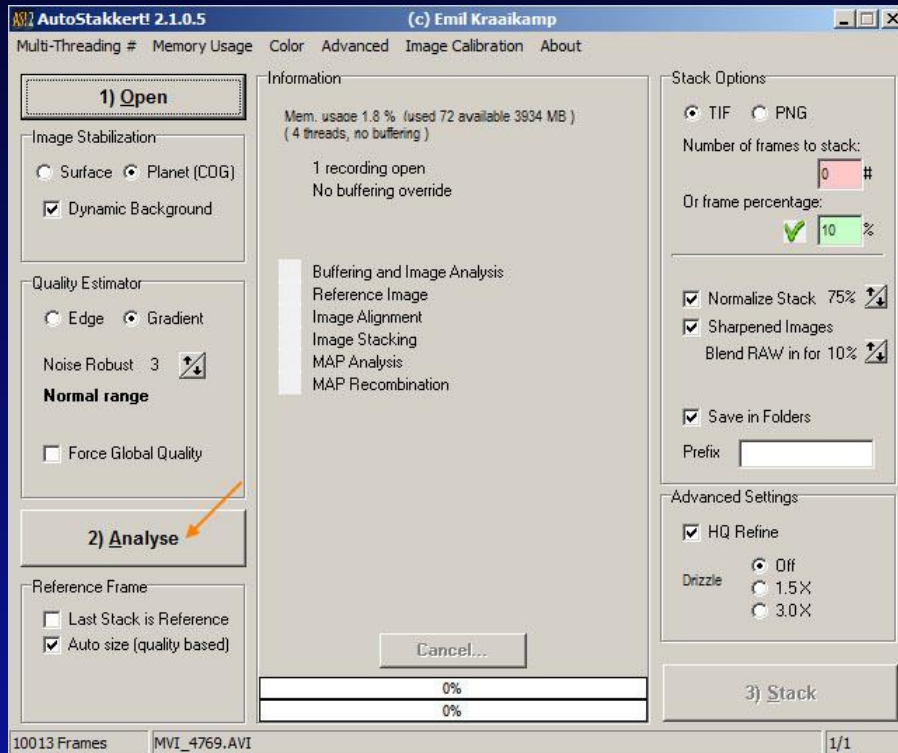 AS!2 AutoStakkert! 2.1.0.5 (c) Emil Kraaikamp
Multi-Threading # Memory Usage Color Advanced Image Calibration About
1) Open
Image Stabilization
Surface Planet (COG)
Dynamic Background
Quality Estimator
Edge Gradient
Noise Robust 3
Normal range
Force Global Quality
2) Analyse
Reference Frame
Last Stack is Reference
Auto size (quality based)
Information
Mem. usage 1.8 % (used 72 available 3934 MB )
( 4 threads, no buffering )
1 recording open
No buffering override
Buffering and Image Analysis
Reference Image
Image Alignment
Image Stacking
MAP Analysis
MAP Recombination
Cancel...
0%
0%
Stack Options
TIF PNG
Number of frames to stack:
0 #
Or frame percentage:
10 %
Normalize Stack 75%
Sharpened Images
Blend RAW in for 10%
Save in Folders
Prefix
Advanced Settings
HQ Refine
Drizzle
Off
1.5X
3.0X
3) Stack
10013 Frames MVI_4769.AVI 1/1